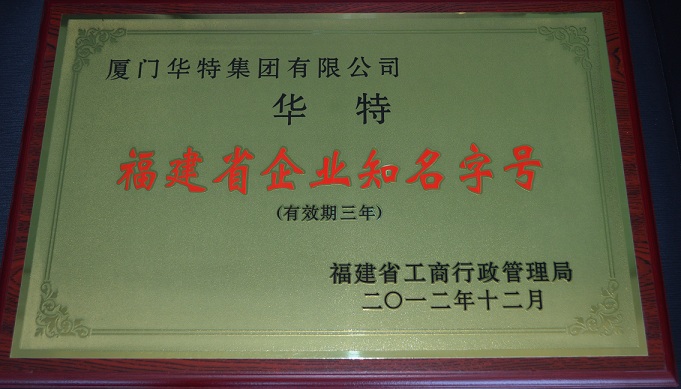 厦门华特集团有限公司
华 特
福建省企业知名字号
(有效期三年)
福建省工商行政管理局
二〇一二年十二月